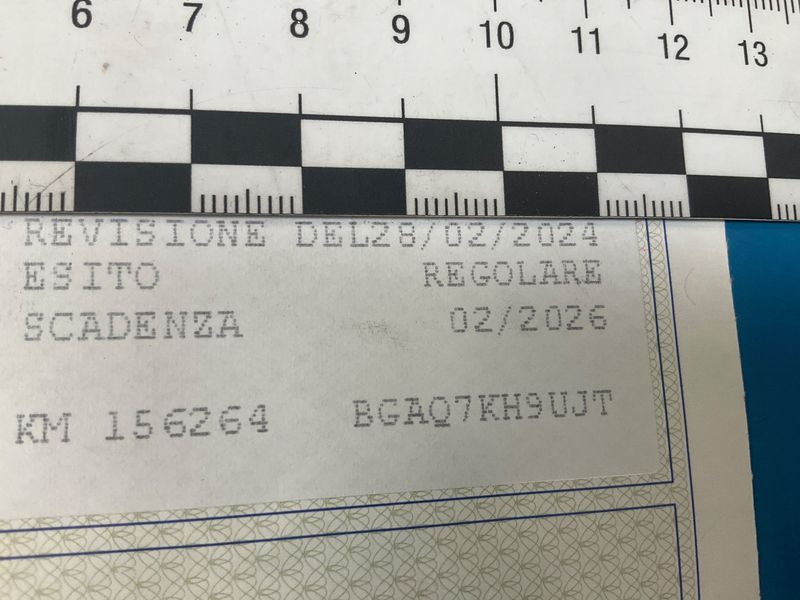 6 7 8 9 10 11 12 13
REVISIONE DEL28/02/2024
ESITO REGOLARE
SCADENZA 02/2026
KM 156264 BGAQ7KH9UJT